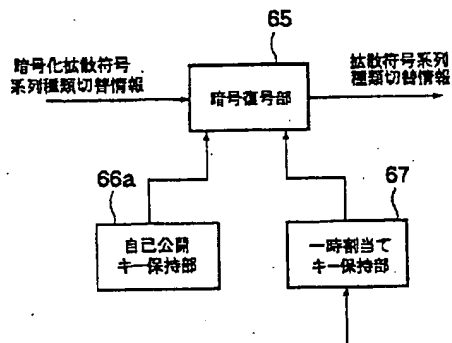 65
暗号化拡散符号
系列種類切替情報
暗号復号部
拡散符号系列
種類切替情報
66a
自己公開
キー保持部
67
一時割当て
キー保持部